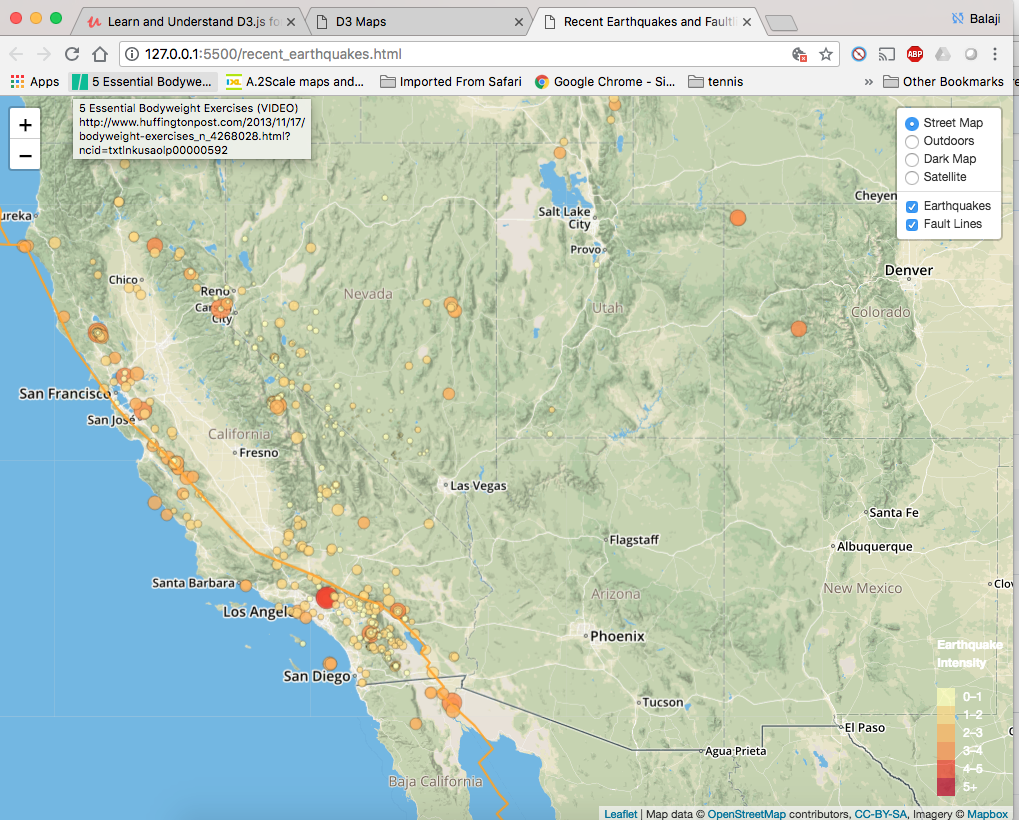 Learn and Understand D3.js fo
D3 Maps
Recent Earthquakes and Faultli
Balaji
127.0.0.1:5500/recent_earthquakes.html
ABP
Apps
5 Essential Bodywe...
A.2Scale maps and...
Imported From Safari
Google Chrome - Si...
tennis
»
Other Bookmarks
5 Essential Bodyweight Exercises (VIDEO)
http://www.huffingtonpost.com/2013/11/17/
bodyweight-exercises_n_4268028.html?
ncid=txtlnkusaolp00000592
+
−
Street Map
Outdoors
Dark Map
Satellite
Earthquakes
Fault Lines
Cheyen
Salt Lake
City
ureka
Provo
Denver
Chico
Reno
Nevada
Car
City
Utah
Colorado
San Francisco
San José
California
Fresno
Las Vegas
Santa Fe
Flagstaff
Albuquerque
Santa Barbara
Arizona
New Mexico
Clov
Los Angele
Phoenix
Earthquake
Intensity
San Diego
0–1
Tucson
1–2
El Paso
2–3
Agua Prieta
3–4
4–5
Baja California
5+
Leaflet | Map data © OpenStreetMap contributors, CC-BY-SA, Imagery © Mapbox